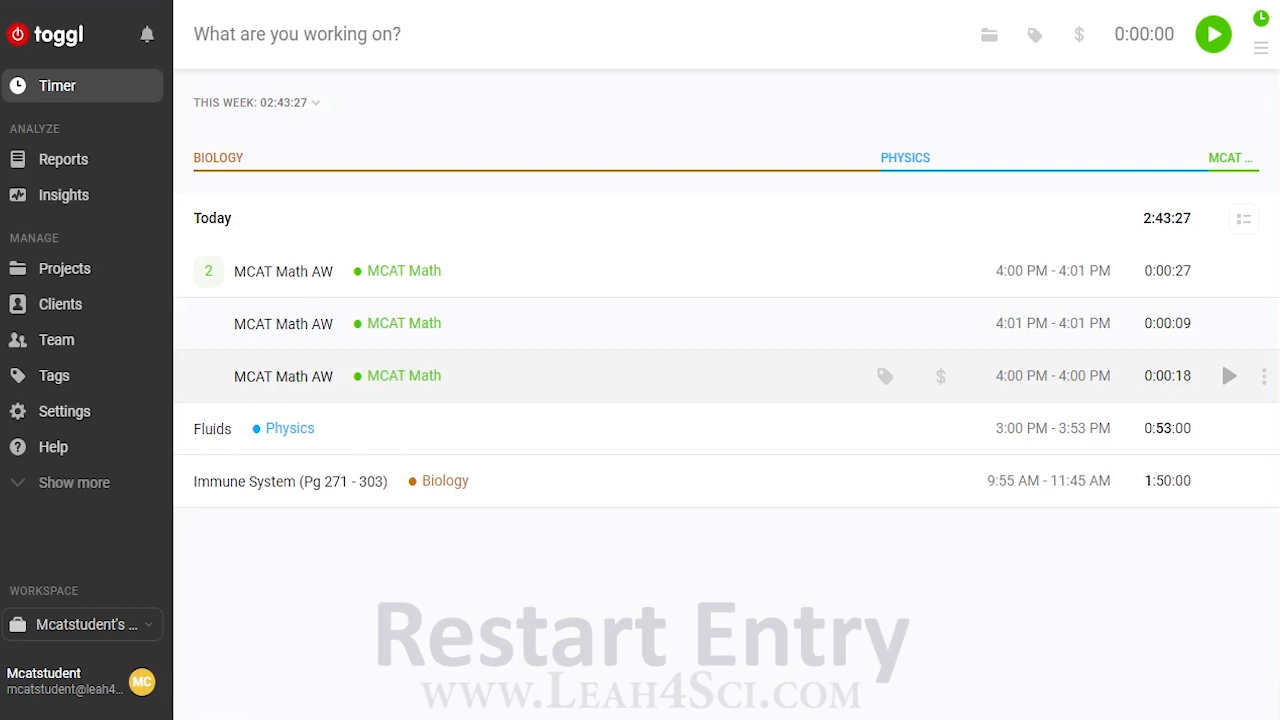 toggl
What are you working on?
$
0:00:00
Timer
THIS WEEK: 02:43:27
ANALYZE
Reports
Insights
BIOLOGY
PHYSICS
MCAT ...
Today
2:43:27
MANAGE
Projects
Clients
Team
Tags
Settings
Help
Show more
2 MCAT Math AW MCAT Math 4:00 PM - 4:01 PM 0:00:27
MCAT Math AW MCAT Math 4:01 PM - 4:01 PM 0:00:09
MCAT Math AW MCAT Math $ 4:00 PM - 4:00 PM 0:00:18
Fluids Physics 3:00 PM - 3:53 PM 0:53:00
Immune System (Pg 271 - 303) Biology 9:55 AM - 11:45 AM 1:50:00
WORKSPACE
Mcatstudent's ...
Mcatstudent
mcatstudent@leah4...
MC
Restart Entry
www.Leah4Sci.com